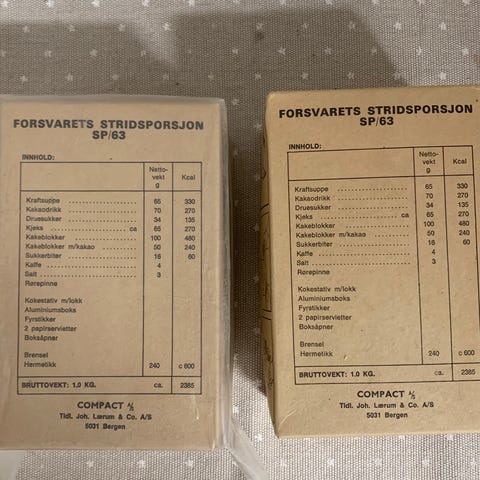 FORSVARETS STRIDSPORSJON
SP/63
INNHOLD:
Netto-
vekt
g
Kcal
Kraftsuppe 65 330
Kakaodrikk 70 270
Druesukker 34 135
Kjeks ca 65 270
Kakeblokker 100 480
Kakeblokker m/kakao 50 240
Sukkerbiter 16 60
Kaffe 4
Salt 3
Rørepinne
Kokestativ m/lokk
Aluminiumsboks
Fyrstikker
2 papirservietter
Boksåpner
Brensel
Hermetikk 240 c 600
BRUTTOVEKT: 1.0 KG. ca. 2385
COMPACT A/S
Tidl. Joh. Lærum & Co. A/S
5031 Bergen
FORSVARETS STRIDSPORSJON
SP/63
INNHOLD:
Netto-
vekt
g
Kcal
Kraftsuppe 65 330
Kakaodrikk 70 270
Druesukker 34 135
Kjeks ca 65 270
Kakeblokker 100 480
Kakeblokker m/kakao 50 240
Sukkerbiter 16 60
Kaffe 4
Salt 3
Rørepinne
Kokestativ m/lokk
Aluminiumsboks
Fyrstikker
2 papirservietter
Boksåpner
Brensel
Hermetikk 240 c 600
BRUTTOVEKT: 1.0 KG. ca. 2385
COMPACT A/S
Tidl. Joh. Lærum & Co. A/S
5031 Bergen